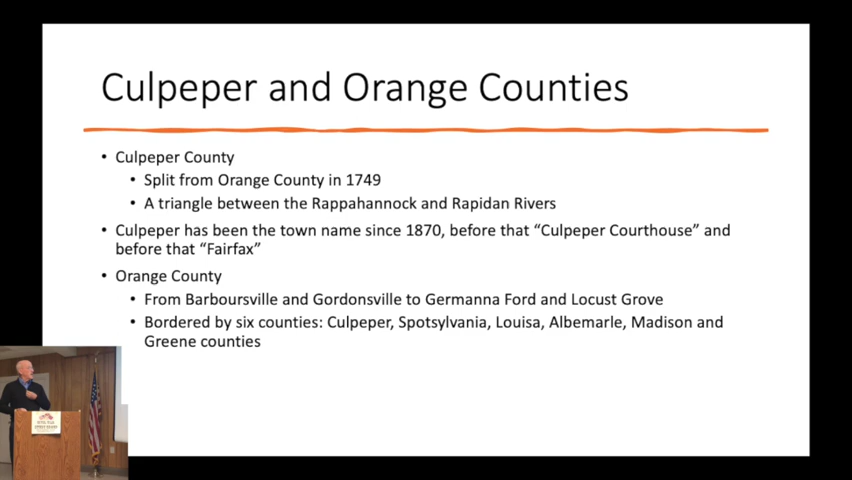 Culpeper and Orange Counties
• Culpeper County
• Split from Orange County in 1749
• A triangle between the Rappahannock and Rapidan Rivers
• Culpeper has been the town name since 1870, before that “Culpeper Courthouse” and
before that “Fairfax”
• Orange County
• From Barboursville and Gordonsville to Germanna Ford and Locust Grove
• Bordered by six counties: Culpeper, Spotsylvania, Louisa, Albemarle, Madison and
Greene counties